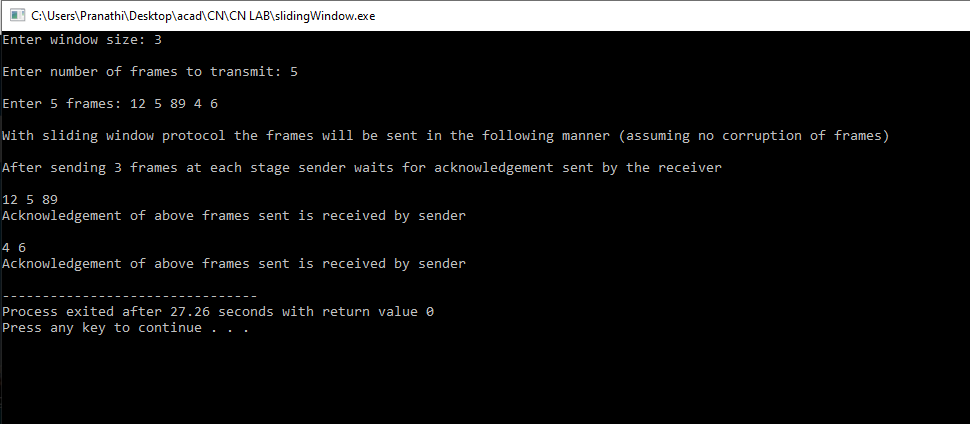 C:\Users\Pranathi\Desktop\acad\CN\CN LAB\slidingWindow.exe
Enter window size: 3
Enter number of frames to transmit: 5
Enter 5 frames: 12 5 89 4 6
With sliding window protocol the frames will be sent in the following manner (assuming no corruption of frames)
After sending 3 frames at each stage sender waits for acknowledgement sent by the receiver
12 5 89
Acknowledgement of above frames sent is received by sender
4 6
Acknowledgement of above frames sent is received by sender
--------------------------------
Process exited after 27.26 seconds with return value 0
Press any key to continue . . .